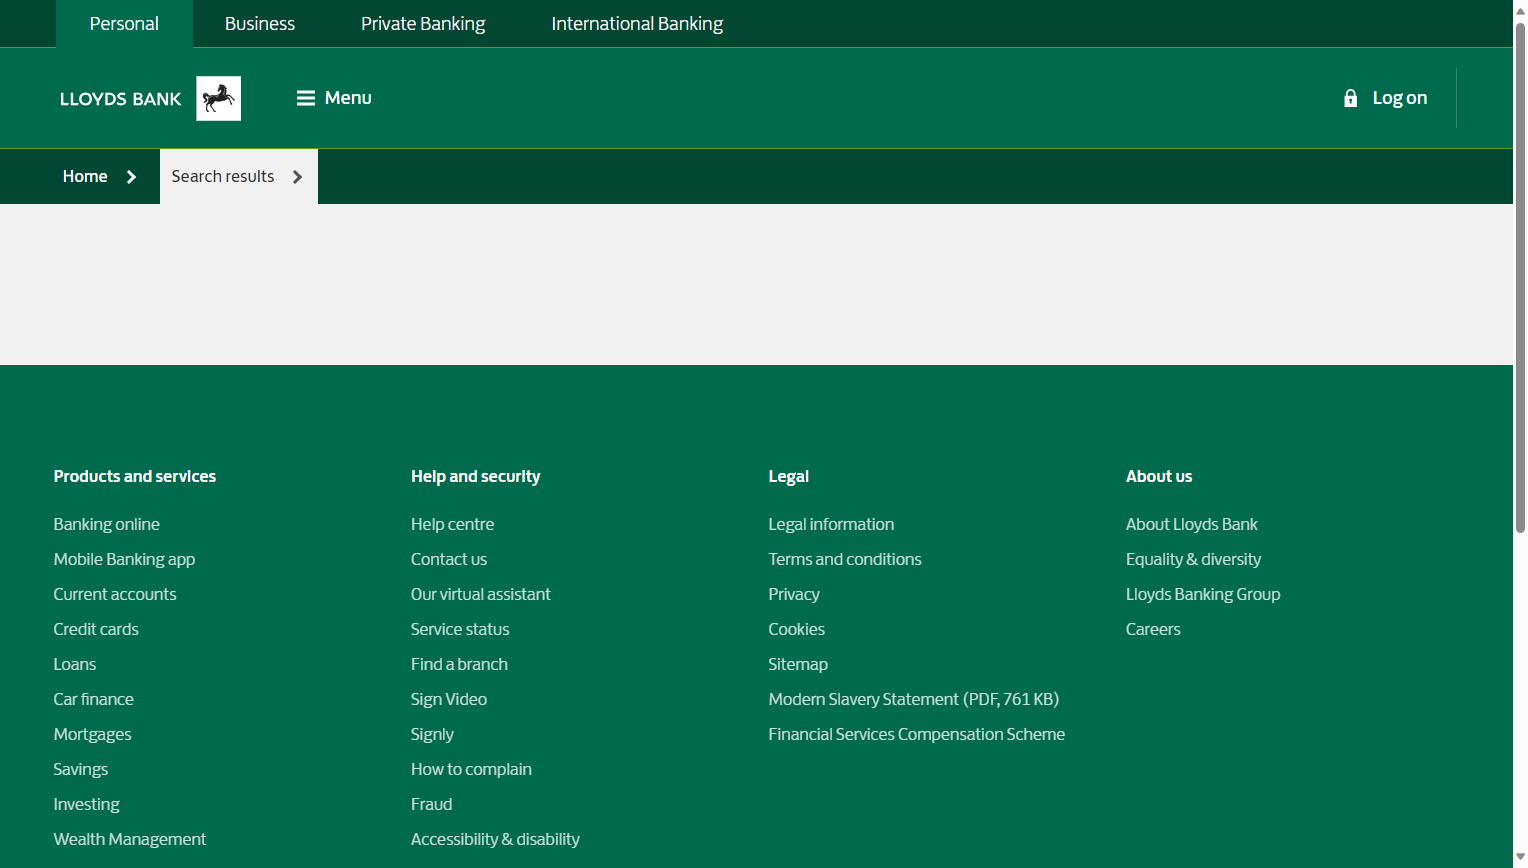 Personal
Business
Private Banking
International Banking
LLOYDS BANK
Menu
Log on
Home
Search results
Products and services
Banking online
Mobile Banking app
Current accounts
Credit cards
Loans
Car finance
Mortgages
Savings
Investing
Wealth Management
Help and security
Help centre
Contact us
Our virtual assistant
Service status
Find a branch
Sign Video
Signly
How to complain
Fraud
Accessibility & disability
Legal
Legal information
Terms and conditions
Privacy
Cookies
Sitemap
Modern Slavery Statement (PDF, 761 KB)
Financial Services Compensation Scheme
About us
About Lloyds Bank
Equality & diversity
Lloyds Banking Group
Careers